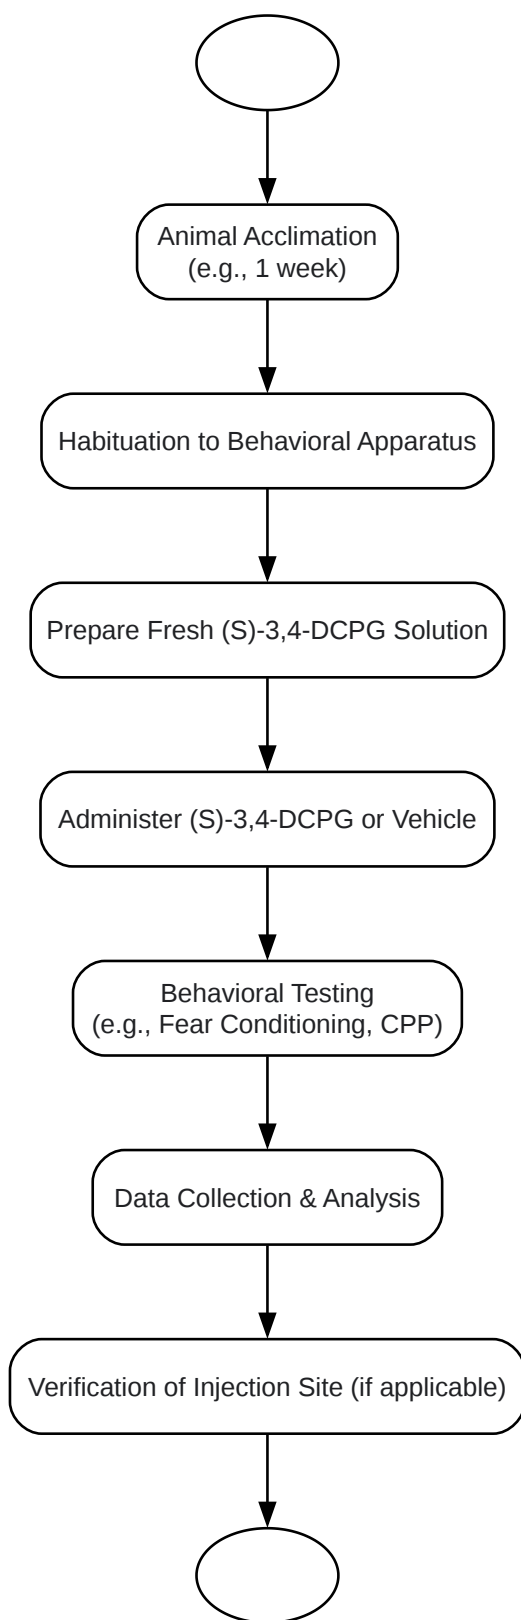 Animal Acclimation
(e.g., 1 week)
Habituation to Behavioral Apparatus
Prepare Fresh (S)-3,4-DCPG Solution
Administer (S)-3,4-DCPG or Vehicle
Behavioral Testing
(e.g., Fear Conditioning, CPP)
Data Collection & Analysis
Verification of Injection Site (if applicable)